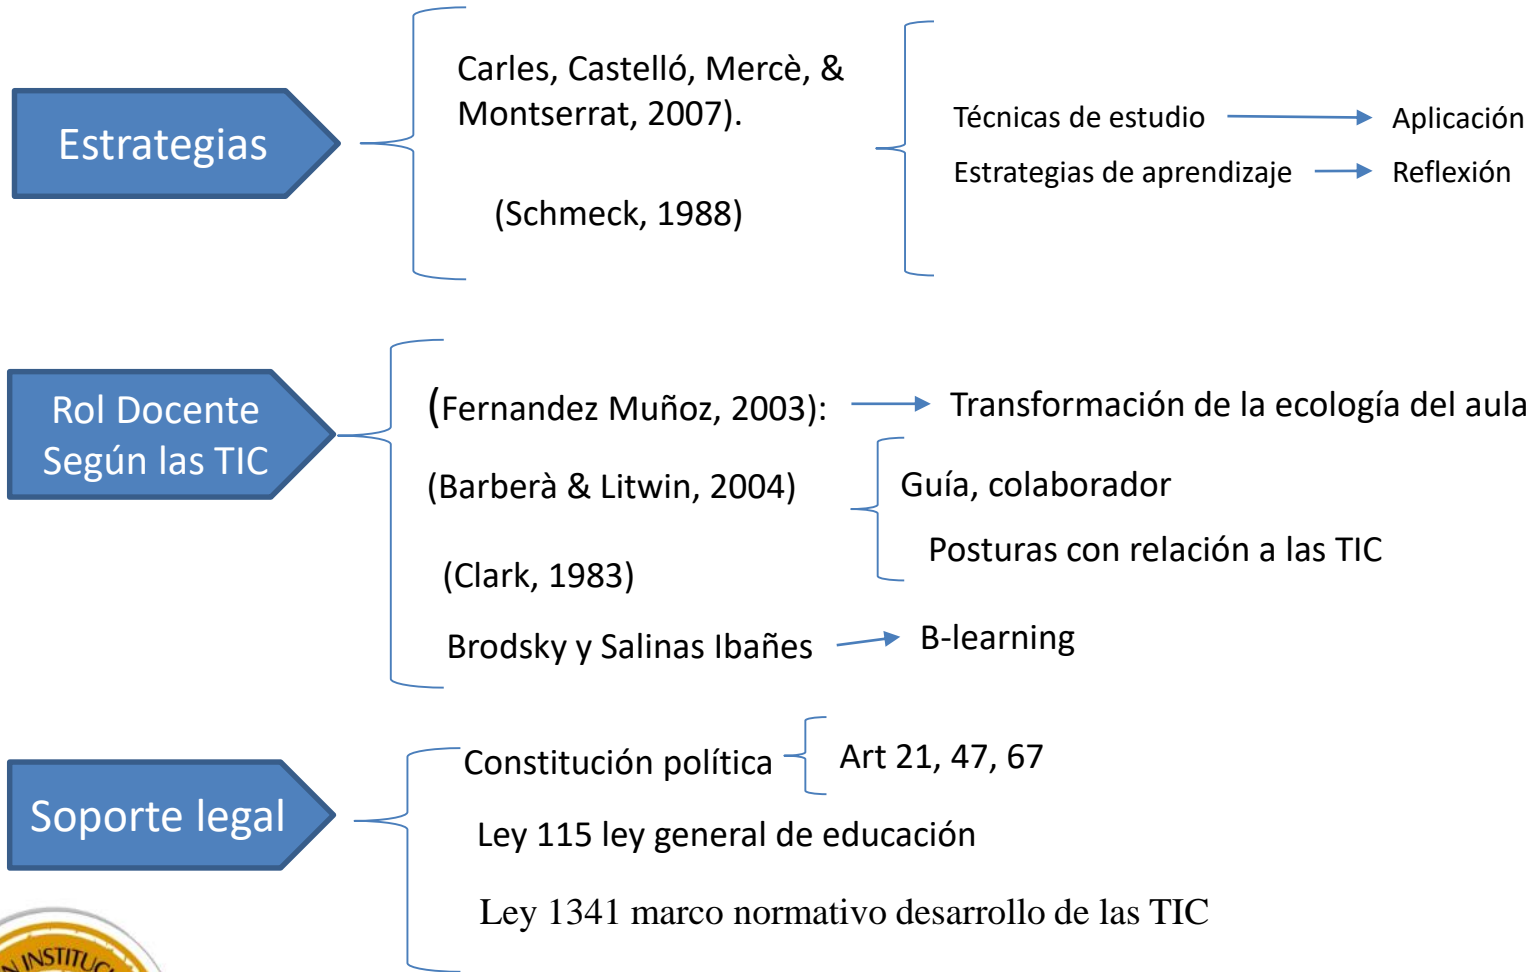 Estrategias
Carles, Castelló, Mercè, &
Montserrat, 2007).
(Schmeck, 1988)
Técnicas de estudio
Aplicación
Estrategias de aprendizaje
Reflexión
Rol Docente
Según las TIC
(Fernandez Muñoz, 2003):
Transformación de la ecología del aula
(Barberà & Litwin, 2004)
Guía, colaborador
Posturas con relación a las TIC
(Clark, 1983)
Brodsky y Salinas Ibañes
B-learning
Soporte legal
Constitución política
Art 21, 47, 67
Ley 115 ley general de educación
Ley 1341 marco normativo desarrollo de las TIC